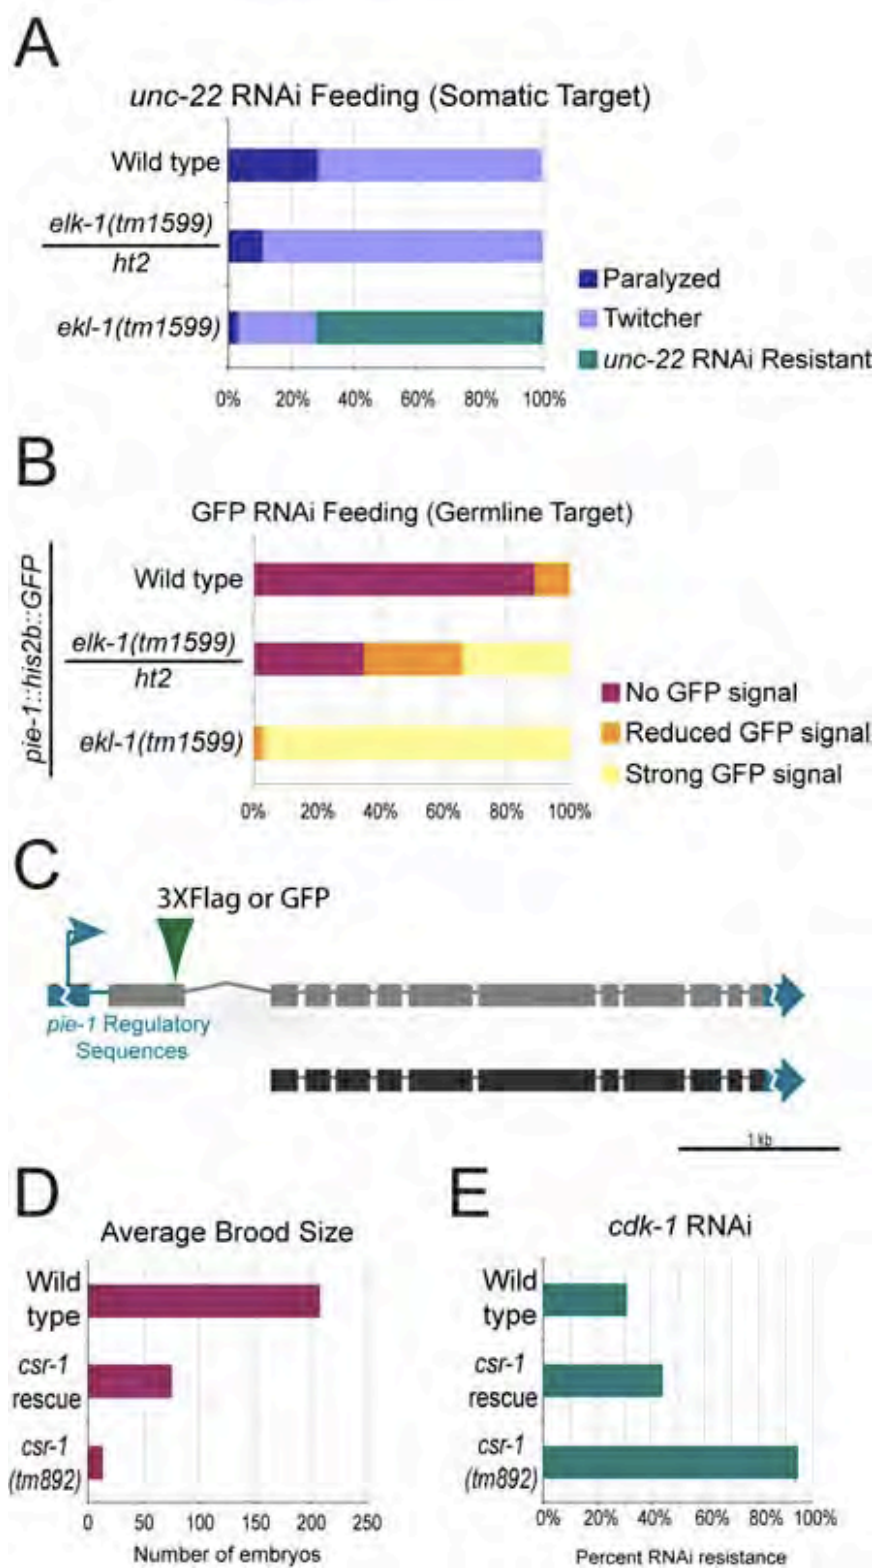 A
unc-22 RNAi Feeding (Somatic Target)
Wild type
elk-1(tm1599)
ht2
ekl-1(tm1599)
Paralyzed
Twitcher
unc-22 RNAi Resistant
0% 20% 40% 60% 80% 100%
B
GFP RNAi Feeding (Germline Target)
pie-1::his2b::GFP
Wild type
elk-1(tm1599)
ht2
ekl-1(tm1599)
No GFP signal
Reduced GFP signal
Strong GFP signal
0% 20% 40% 60% 80% 100%
C
3XFlag or GFP
pie-1 Regulatory
Sequences
1 kb
D
Average Brood Size
Wild
type
csr-1
rescue
csr-1
(tm892)
0 50 100 150 200 250
Number of embryos
E
cdk-1 RNAi
Wild
type
csr-1
rescue
csr-1
(tm892)
0% 20% 40% 60% 80% 100%
Percent RNAi resistance